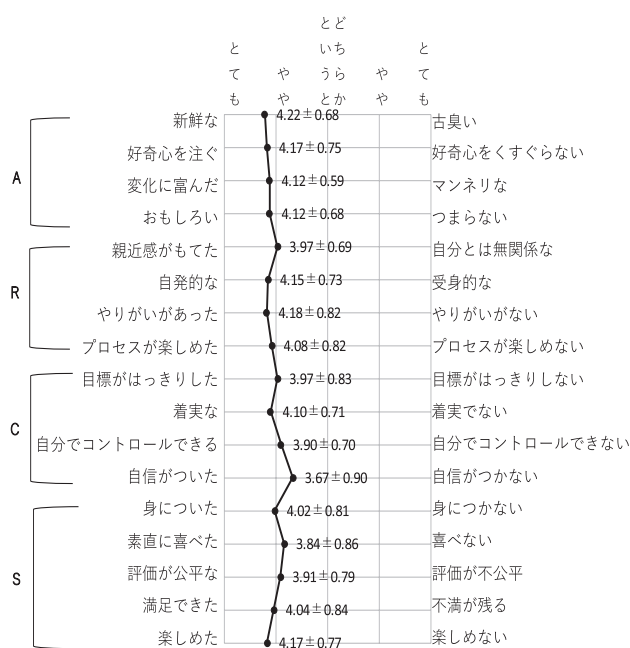 とても
やや
どちらかというと
やや
とても
A
新鮮な 4.22±0.68 古臭い
好奇心を注ぐ 4.17±0.75 好奇心をくすぐらない
変化に富んだ 4.12±0.59 マンネリな
おもしろい 4.12±0.68 つまらない
R
親近感がもてた 3.97±0.69 自分とは無関係な
自発的な 4.15±0.73 受身的な
やりがいがあった 4.18±0.82 やりがいがない
プロセスが楽しめた 4.08±0.82 プロセスが楽しめない
C
目標がはっきりした 3.97±0.83 目標がはっきりしない
着実な 4.10±0.71 着実でない
自分でコントロールできる 3.90±0.70 自分でコントロールできない
自信がついた 3.67±0.90 自信がつかない
S
身についた 4.02±0.81 身につかない
素直に喜べた 3.84±0.86 喜べない
評価が公平な 3.91±0.79 評価が不公平
満足できた 4.04±0.84 不満が残る
楽しめた 4.17±0.77 楽しめない